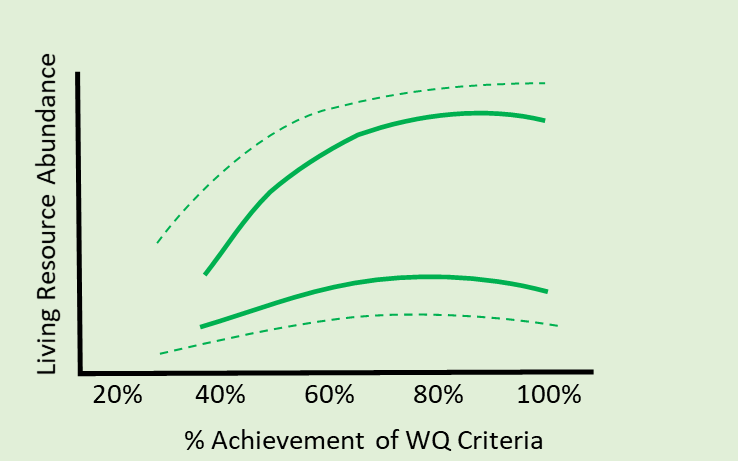 Living Resource Abundance
20% 40% 60% 80% 100%
% Achievement of WQ Criteria